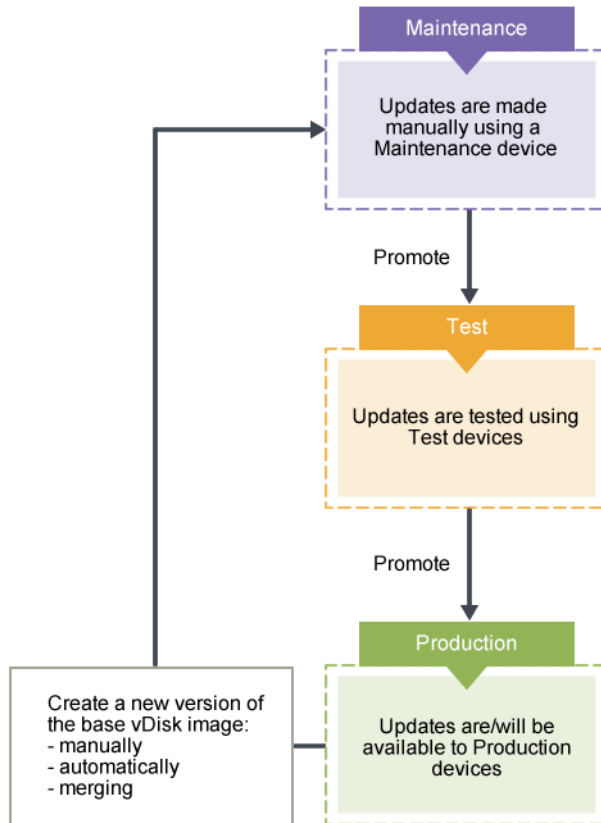 Maintenance
Updates are made
manually using a
Maintenance device
Promote
Test
Updates are tested using
Test devices
Promote
Production
Updates are/will be
available to Production
devices
Create a new version of
the base vDisk image:
- manually
- automatically
- merging